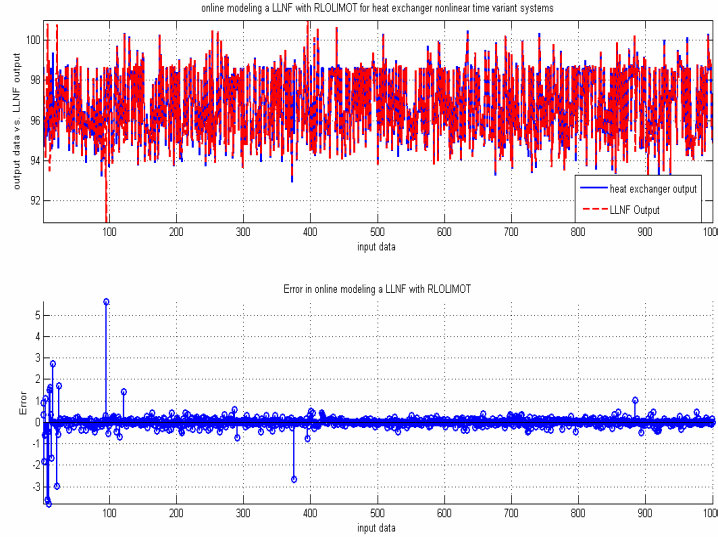 online modeling a LLNF with RLOLIMOT for heat exchanger nonlinear time variant systems
output data vs. LLNF output
100
98
96
94
92
heat exchanger output
LLNF Output
100 200 300 400 500 600 700 800 900 1000
input data
Error in online modeling a LLNF with RLOLIMOT
Error
5
4
3
2
1
0
-1
-2
-3
100 200 300 400 500 600 700 800 900 1000
input data